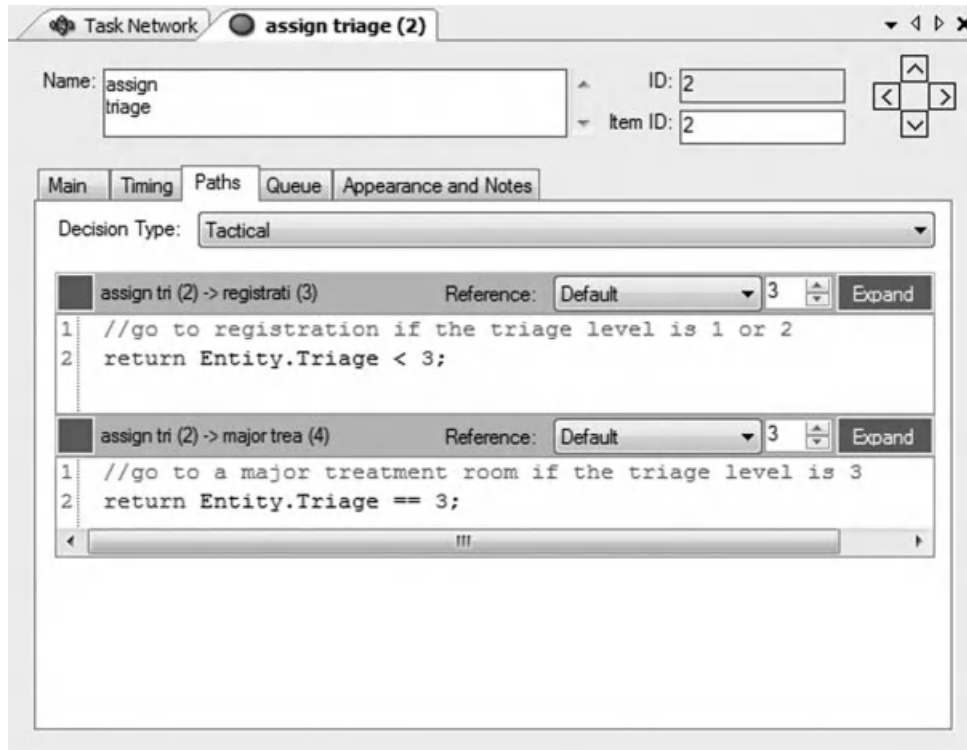 Task Network assign triage (2)
Name: assign ID: 2
triage
Item ID: 2
Main Timing Paths Queue Appearance and Notes
Decision Type: Tactical
assign tri (2) -> registrati (3) Reference: Default 3 Expand
1 //go to registration if the triage level is 1 or 2
2 return Entity.Triage < 3;
assign tri (2) -> major trea (4) Reference: Default 3 Expand
1 //go to a major treatment room if the triage level is 3
2 return Entity.Triage == 3;